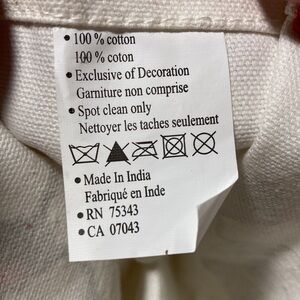 • 100 % cotton
100 % coton
• Exclusive of Decoration
Garniture non comprise
• Spot clean only
Nettoyer les taches seulement
• Made In India
Fabriqué en Inde
• RN 75343
• CA 07043